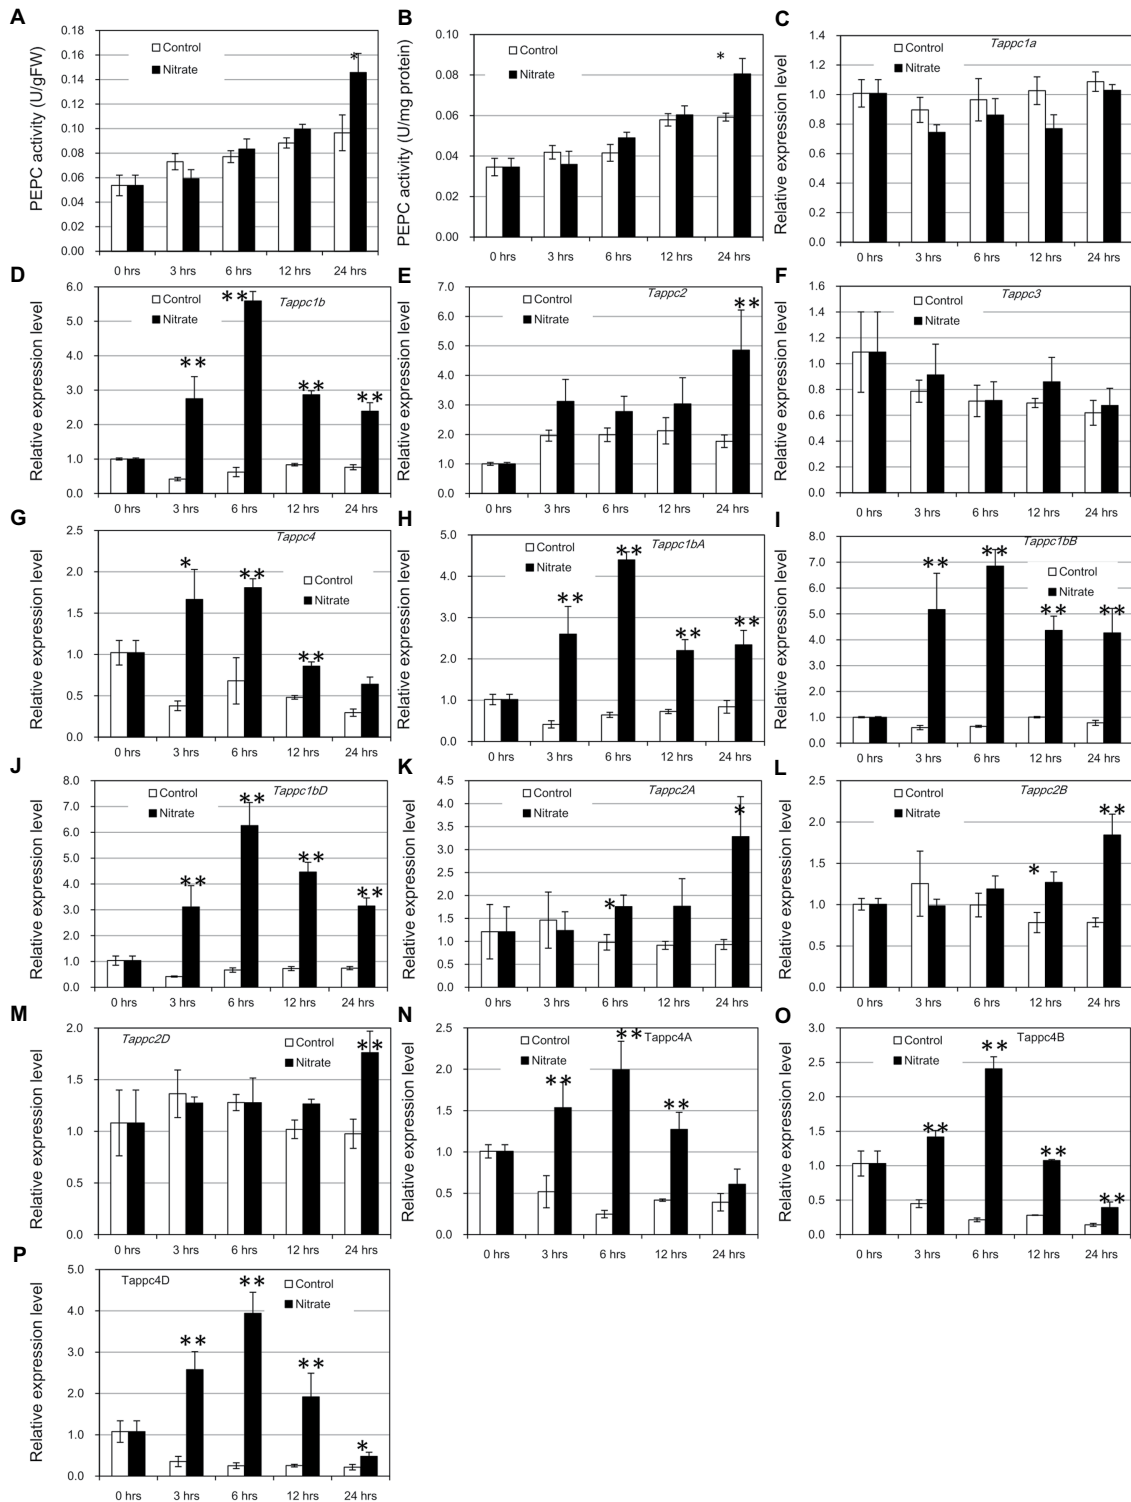 A
PEPC activity (U/gFW)
0.18
0.16
0.14
0.12
0.10
0.08
0.06
0.04
0.02
0.00
Control
Nitrate
*
0 hrs 3 hrs 6 hrs 12 hrs 24 hrs
B
PEPC activity (U/mg protein)
0.10
0.08
0.06
0.04
0.02
0.00
Control
Nitrate
*
0 hrs 3 hrs 6 hrs 12 hrs 24 hrs
C
Relative expression level
1.4
1.2
1.0
0.8
0.6
0.4
0.2
0.0
Control
Nitrate
Tappc1a
0 hrs 3 hrs 6 hrs 12 hrs 24 hrs
D
Relative expression level
6.0
5.0
4.0
3.0
2.0
1.0
0.0
Control
Nitrate
Tappc1b
** ** ** **
0 hrs 3 hrs 6 hrs 12 hrs 24 hrs
E
Relative expression level
7.0
6.0
5.0
4.0
3.0
2.0
1.0
0.0
Control
Nitrate
Tappc2
**
0 hrs 3 hrs 6 hrs 12 hrs 24 hrs
F
Relative expression level
1.6
1.4
1.2
1.0
0.8
0.6
0.4
0.2
0.0
Control
Nitrate
Tappc3
0 hrs 3 hrs 6 hrs 12 hrs 24 hrs
G
Relative expression level
2.5
2.0
1.5
1.0
0.5
0.0
Tappc4
Control
Nitrate
* ** **
0 hrs 3 hrs 6 hrs 12 hrs 24 hrs
H
Relative expression level
5.0
4.0
3.0
2.0
1.0
0.0
Control
Nitrate
Tappc1bA
** ** ** **
0 hrs 3 hrs 6 hrs 12 hrs 24 hrs
I
Relative expression level
8.0
7.0
6.0
5.0
4.0
3.0
2.0
1.0
0.0
Tappc1bB
Control
Nitrate
** ** ** **
0 hrs 3 hrs 6 hrs 12 hrs 24 hrs
J
Relative expression level
8.0
7.0
6.0
5.0
4.0
3.0
2.0
1.0
0.0
Control
Nitrate
Tappc1bD
** ** ** **
0 hrs 3 hrs 6 hrs 12 hrs 24 hrs
K
Relative expression level
4.5
4.0
3.5
3.0
2.5
2.0
1.5
1.0
0.5
0.0
Control
Nitrate
Tappc2A
* *
0 hrs 3 hrs 6 hrs 12 hrs 24 hrs
L
Relative expression level
2.5
2.0
1.5
1.0
0.5
0.0
Control
Nitrate
Tappc2B
* **
0 hrs 3 hrs 6 hrs 12 hrs 24 hrs
M
Relative expression level
2.0
1.5
1.0
0.5
0.0
Tappc2D
Control
Nitrate
**
0 hrs 3 hrs 6 hrs 12 hrs 24 hrs
N
Relative expression level
2.5
2.0
1.5
1.0
0.5
0.0
Control
Nitrate
Tappc4A
** ** **
0 hrs 3 hrs 6 hrs 12 hrs 24 hrs
O
Relative expression level
3.0
2.5
2.0
1.5
1.0
0.5
0.0
Control
Nitrate
Tappc4B
** ** ** **
0 hrs 3 hrs 6 hrs 12 hrs 24 hrs
P
Relative expression level
5.0
4.0
3.0
2.0
1.0
0.0
Tappc4D
Control
Nitrate
** ** ** *
0 hrs 3 hrs 6 hrs 12 hrs 24 hrs